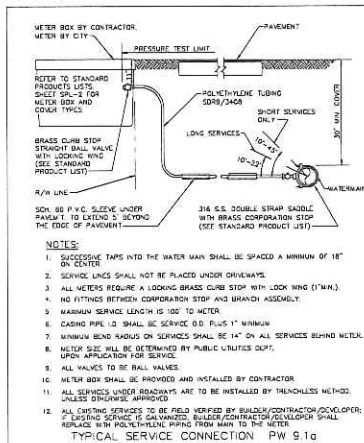 METER BOX BY CONTRACTOR,
METER BY CITY
PAVEMENT
PRESSURE TEST LIMIT
REFER TO STANDARD
PRODUCTS LISTS,
SHEET SPL-2 FOR
METER BOX AND
COVER TYPES
POLYETHYLENE TUBING
SDR9/3408
SHORT SERVICES
ONLY
30" MIN. COVER
BRASS CURB STOP
STRAIGHT BALL VALVE
WITH LOCKING WING
(SEE STANDARD
PRODUCT LIST)
LONG SERVICES
10°-45°
10°-22°
WATERMAIN
R/W LINE
SCH. 80 P.V.C. SLEEVE UNDER
PAVEM'T. TO EXTEND 5' BEYOND
THE EDGE OF PAVEMENT
316 S.S. DOUBLE STRAP SADDLE
WITH BRASS CORPORATION STOP
(SEE STANDARD PRODUCT LIST)
NOTES:
1. SUCCESSIVE TAPS INTO THE WATER MAIN SHALL BE SPACED A MINIMUM OF 18" ON CENTER.
2. SERVICE LINES SHALL NOT BE PLACED UNDER DRIVEWAYS.
3. ALL METERS REQUIRE A LOCKING BRASS CURB STOP WITH LOCK WING (1"MIN.).
4. NO FITTINGS BETWEEN CORPORATION STOP AND BRANCH ASSEMBLY.
5. MAXIMUM SERVICE LENGTH IS 100' TO METER.
6. CASING PIPE I.D. SHALL BE SERVICE O.D. PLUS 1" MINIMUM
7. MINIMUM BEND RADIUS ON SERVICES SHALL BE 14" ON ALL SERVICES BEHIND METER.
8. METER SIZE WILL BE DETERMINED BY PUBLIC UTILITIES DEPT.
UPON APPLICATION FOR SERVICE.
9. ALL VALVES TO BE BALL VALVES.
10. METER BOX SHALL BE PROVIDED AND INSTALLED BY CONTRACTOR.
11. ALL SERVICES UNDER ROADWAYS ARE TO BE INSTALLED BY TRENCHLESS METHOD,
UNLESS OTHERWISE APPROVED
12. ALL EXISTING SERVICES TO BE FIELD VERIFIED BY BUILDER/CONTRACTOR/DEVELOPER;
IF EXISTING SERVICE IS GALVANIZED, BUILDER/CONTRACTOR/DEVELOPER SHALL
REPLACE WITH POLYETHYLENE PIPING FROM MAIN TO THE METER.
TYPICAL SERVICE CONNECTION PW 9.1a